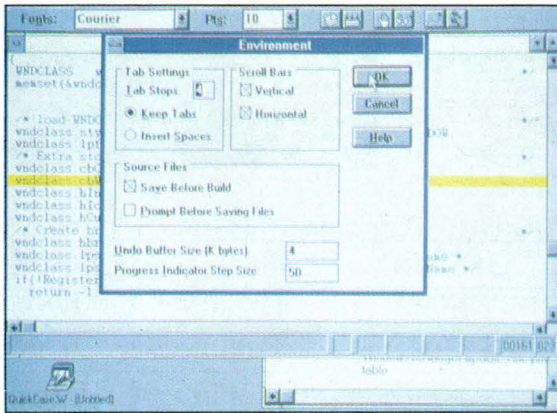 Fonts: Courier Pts: 10
Environment
WNDCLASS
memset(&wndc
Tab Settings
Tab Stops:
Keep Tabs
Insert Spaces
Scroll Bars
Vertical
Horizontal
OK
Cancel
Help
/* load WNDC
wndclass.sty
wndclass.lpf
/* Extra sto
wndclass.cbC
wndclass.cbW
wndclass.hIn
wndclass.hIc
wndclass.hCu
/* Create br
wndclass.hbr
wndclass.lps
wndclass.lps
if(!Register
return -1
Source Files
Save Before Build
Prompt Before Saving Files
Undo Buffer Size (K bytes) 4
Progress Indicator Step Size 50
00161 029
table
QuickCase:W - (Untitled)